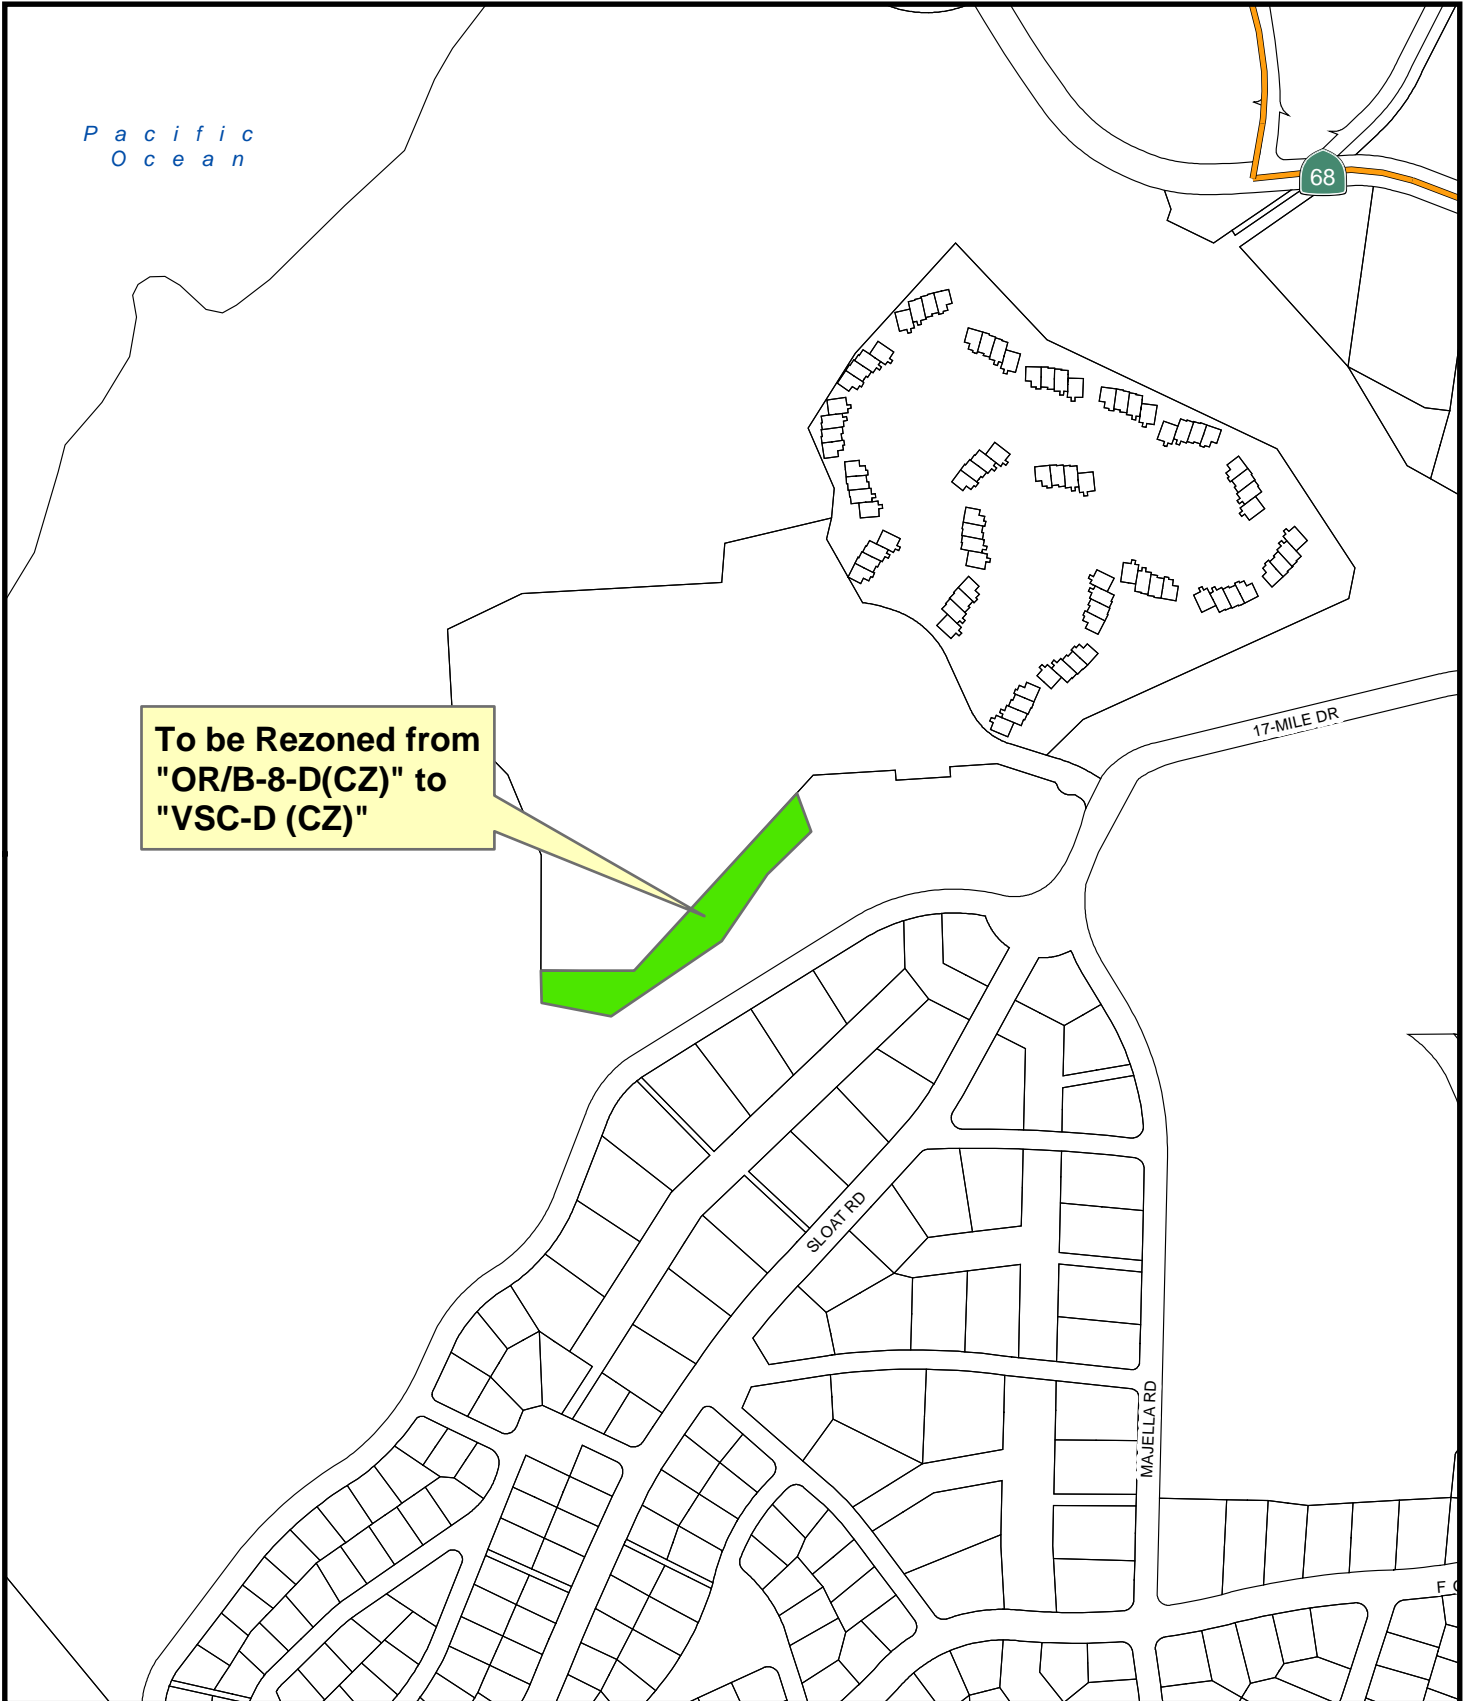 Pacific
Ocean
68
To be Rezoned from
"OR/B-8-D(CZ)" to
"VSC-D (CZ)"
17-MILE DR
SLOAT RD
MAJELLA RD
F